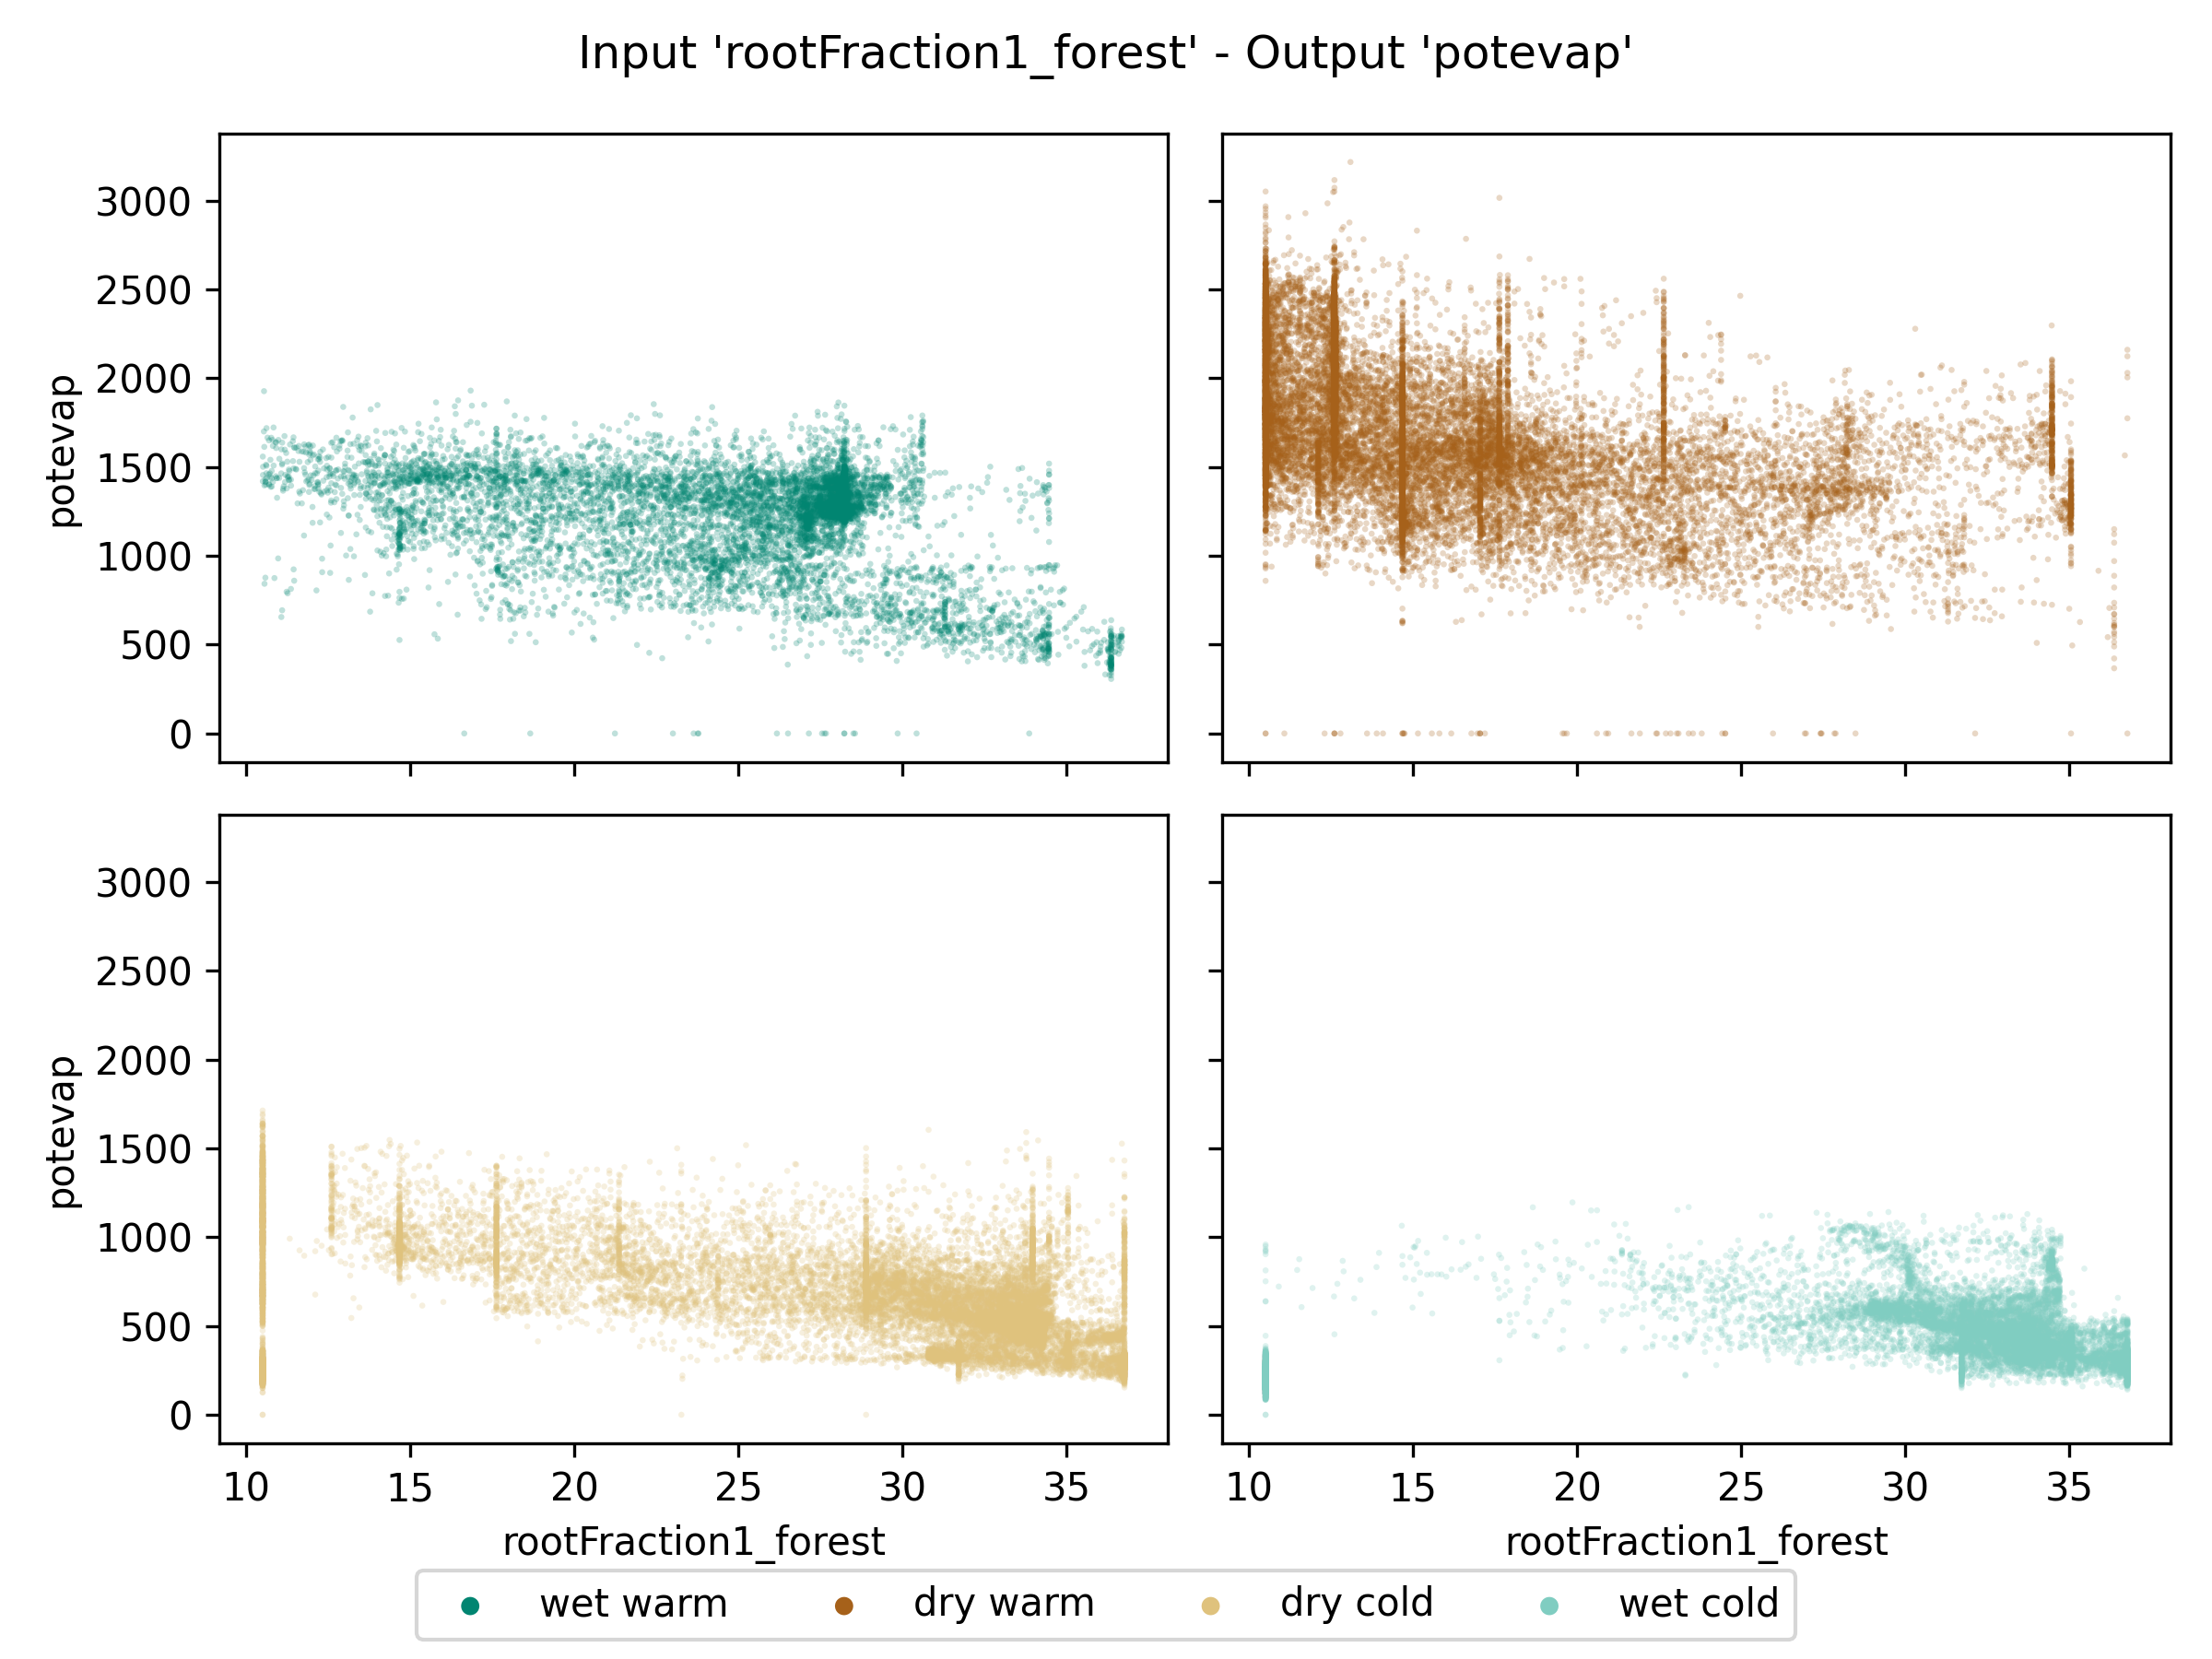 Input 'rootFraction1_forest' - Output 'potevap'
potevap
3000
2500
2000
1500
1000
500
0
potevap
3000
2500
2000
1500
1000
500
0
10 15 20 25 30 35
10 15 20 25 30 35
rootFraction1_forest
rootFraction1_forest
wet warm dry warm dry cold wet cold